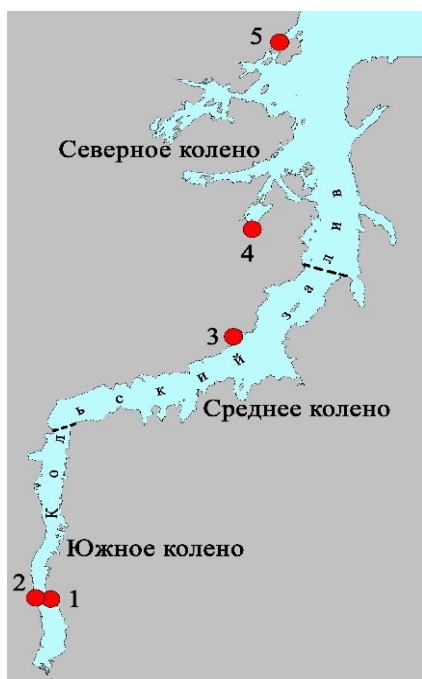 5
Северное колено
4
3
Среднее колено
Кольский залив
Южное колено
2
1